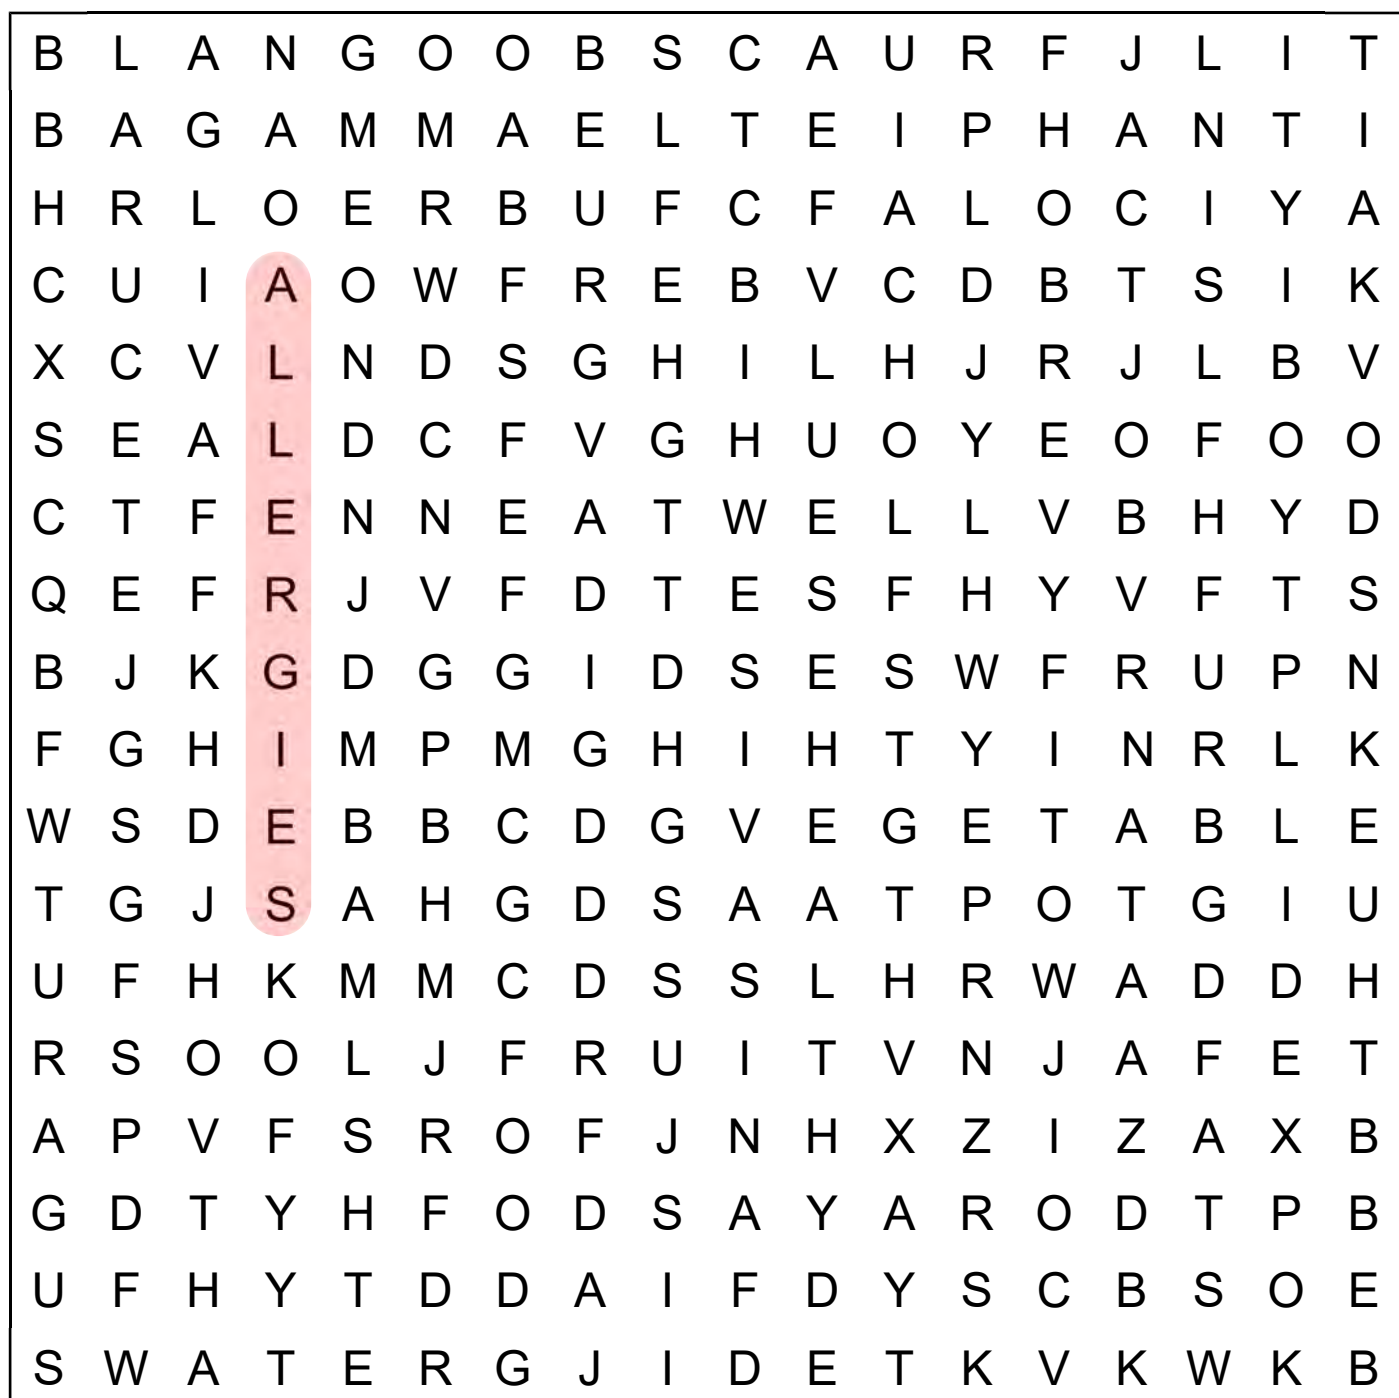 B L A N G O O B S C A U R F J L I T
B A G A M M A E L T E I P H A N T I
H R L O E R B U F C F A L O C I Y A
C U I A O W F R E B V C D B T S I K
X C V L N D S G H I L H J R J L B V
S E A L D C F V G H U O Y E O F O O
C T F E N N E A T W E L L V B H Y D
Q E F R J V F D T E S F H Y V F T S
B J K G D G G I D S E S W F R U P N
F G H I M P M G H I H T Y I N R L K
W S D E B B C D G V E G E T A B L E
T G J S A H G D S A A T P O T G I U
U F H K M M C D S S L H R W A D D H
R S O O L J F R U I T V N J A F E T
A P V F S R O F J N H X Z I Z A X B
G D T Y H F O D S A Y A R O D T P B
U F H Y T D D A I F D Y S C B S O E
S W A T E R G J I D E T K V K W K B